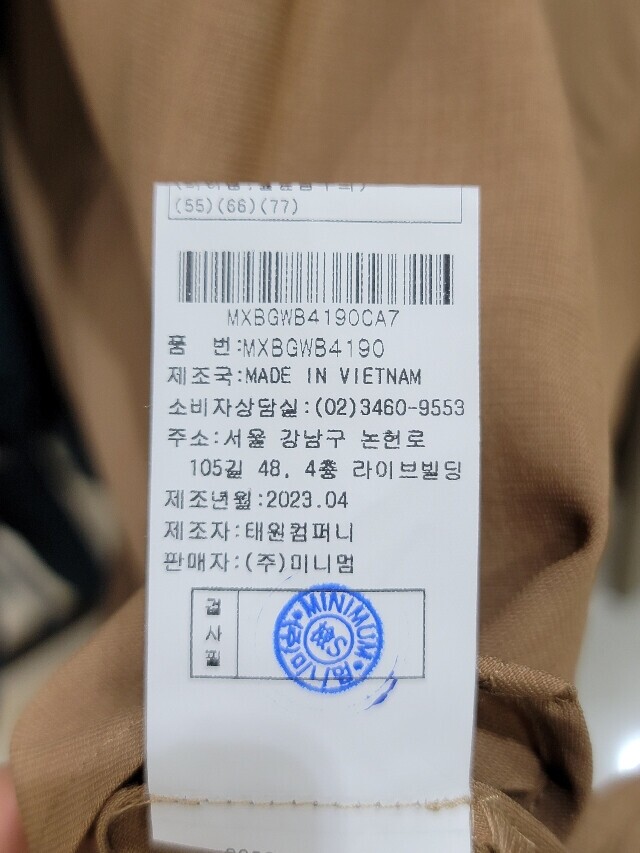 (55)(66)(77)
MXBGWB4190CA7
품 번:MXBGWB4190
제조국:MADE IN VIETNAM
소비자상담실:(02)3460-9553
주소:서울 강남구 논헌로
105길 48, 4층 라이브빌딩
제조년월:2023.04
제조자:태원컴퍼니
판매자:(주)미니멈
검사필
MINIMUM